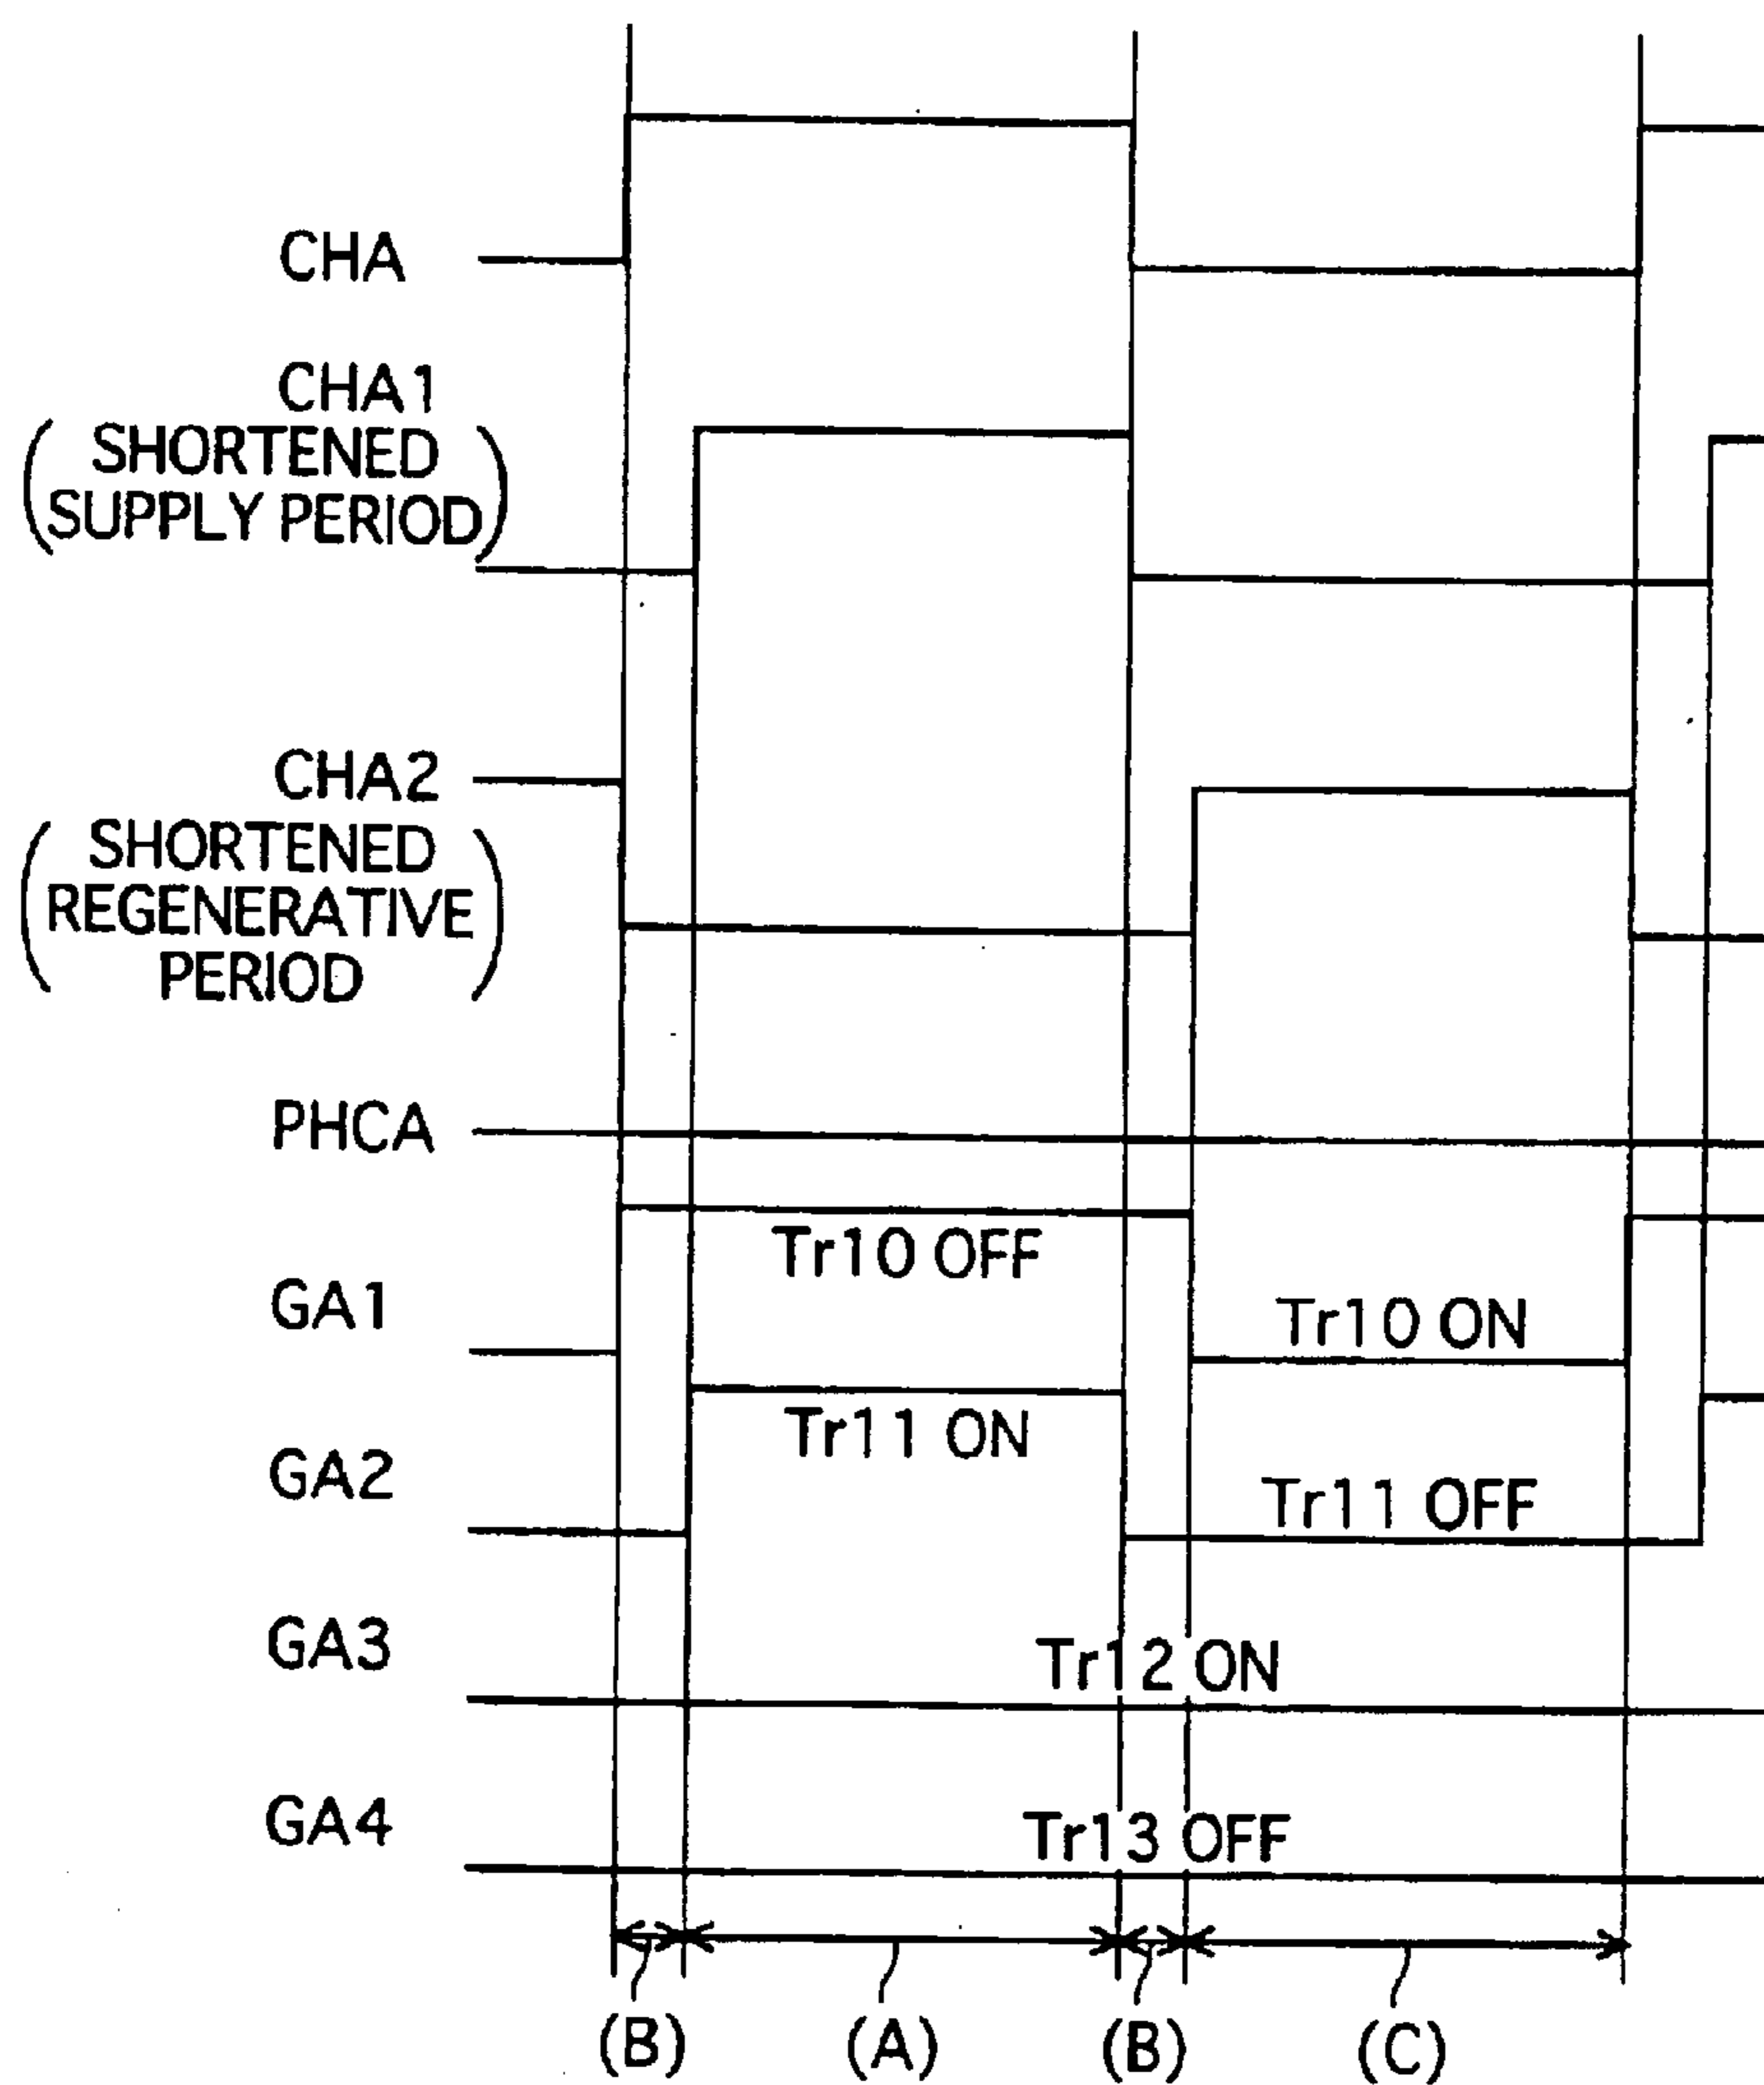 CHA
CHA1
(SHORTENED
SUPPLY PERIOD)
CHA2
(SHORTENED
REGENERATIVE
PERIOD)
PHCA
Tr10 OFF
GA1
Tr10 ON
Tr11 ON
GA2
Tr11 OFF
GA3
Tr12 ON
GA4
Tr13 OFF
(B) (A) (B) (C)